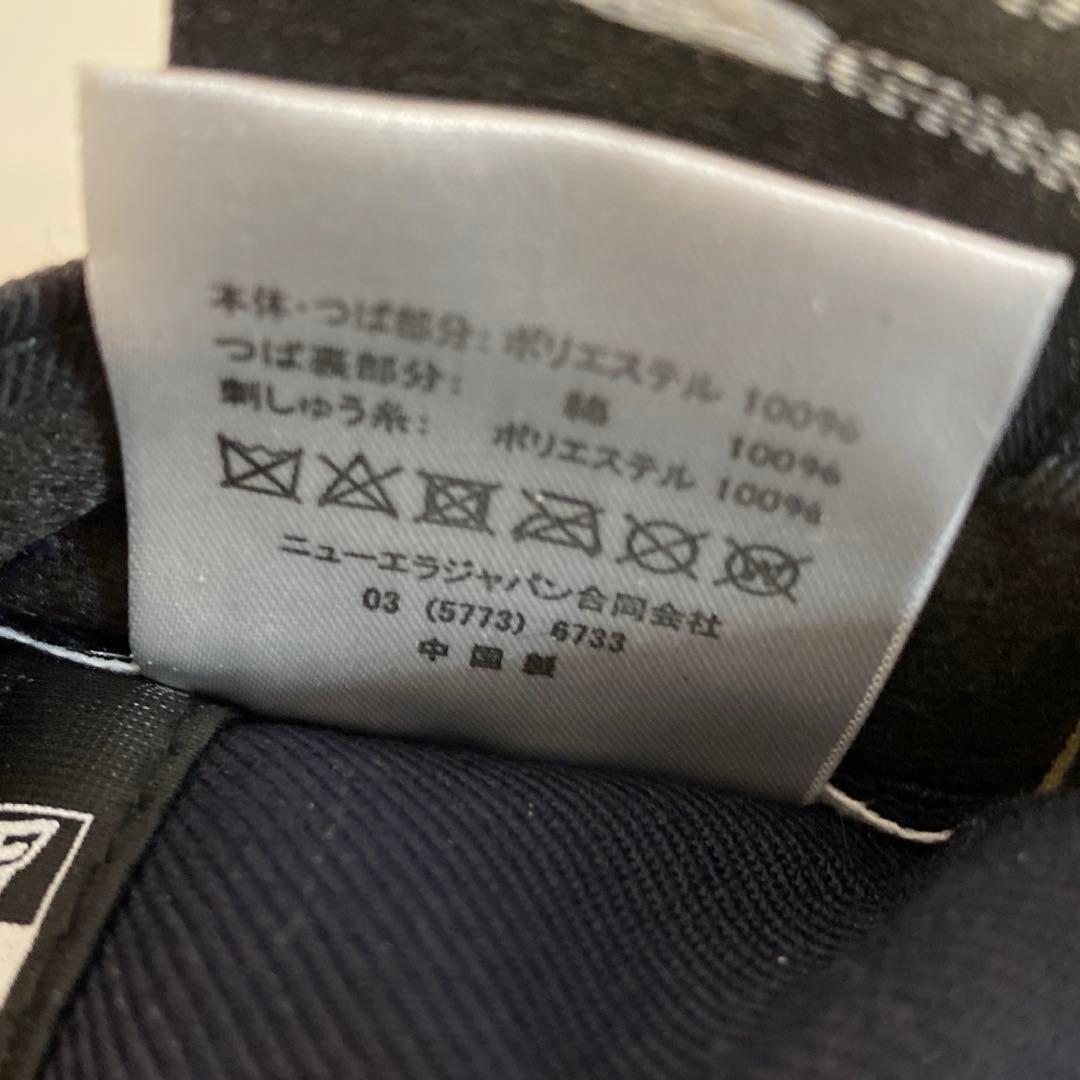 本体・つば部分: ポリエステル 100%
つば裏部分: 綿 100%
刺しゅう糸: ポリエステル 100%
ニューエラジャパン合同会社
03 (5773) 6733
中国製